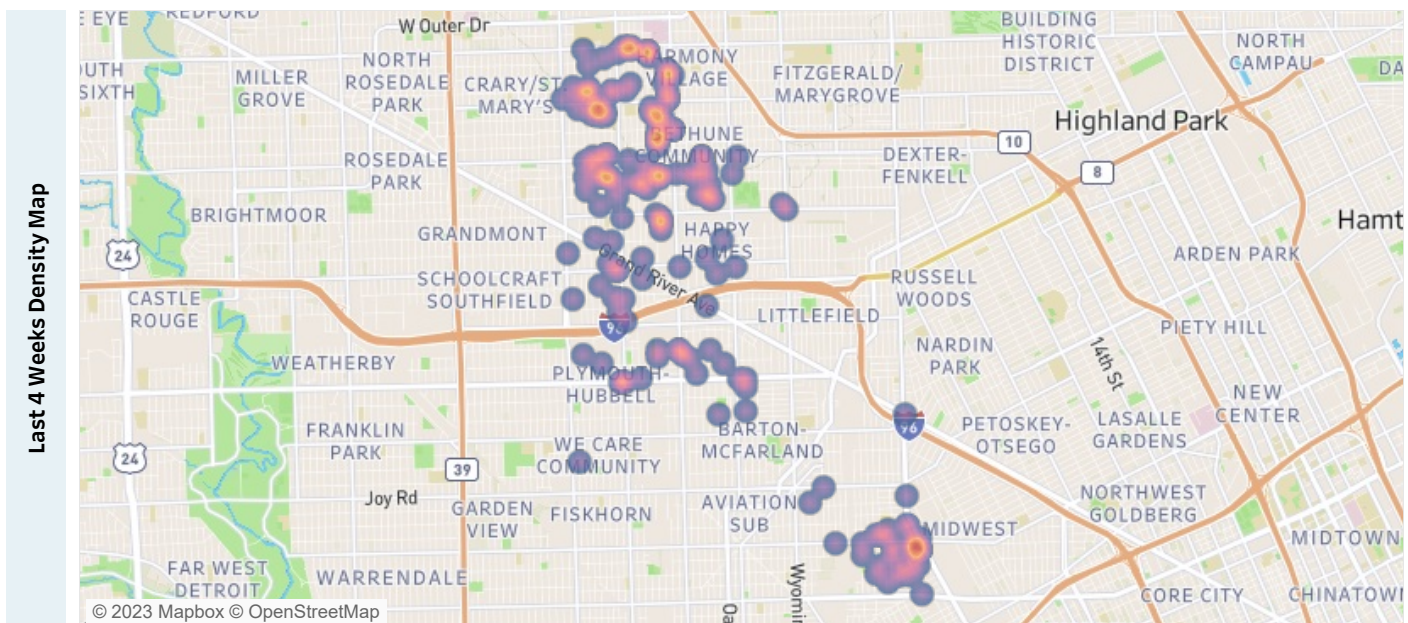 Last 4 Weeks Density Map
E EYE
REDFORD
W Outer Dr
BUILDING
HISTORIC
DISTRICT
NORTH
CAMPAU
OUTH
SIXTH
MILLER
GROVE
NORTH
ROSEDALE
PARK
CRARY/ST
MARY'S
ARMONY
VILLAGE
FITZGERALD/
MARYGROVE
DA
Highland Park
BETHUNE
COMMUNITY
10
8
DEXTER-
FENKELL
ROSEDALE
PARK
BRIGHTMOOR
GRANDMONT
HAPPY
HOMES
Hamt
24
ARDEN PARK
Grand River Ave
SCHOOLCRAFT
SOUTHFIELD
RUSSELL
WOODS
CASTLE
ROUGE
96
LITTLEFIELD
PIETY HILL
WEATHERBY
NARDIN
PARK
14th St
PLYMOUTH-
HUBBELL
NEW
CENTER
FRANKLIN
PARK
WE CARE
COMMUNITY
BARTON-
MCFARLAND
96
PETOSKEY-
OTSEGO
LASALLE
GARDENS
24
39
Joy Rd
GARDEN
VIEW
FISKHORN
AVIATION
SUB
NORTHWEST
GOLDBERG
MIDWEST
MIDTOWN
FAR WEST
DETROIT
WARRENDALE
Wyomin
Oa
CORE CITY
CHINATOWN
© 2023 Mapbox © OpenStreetMap